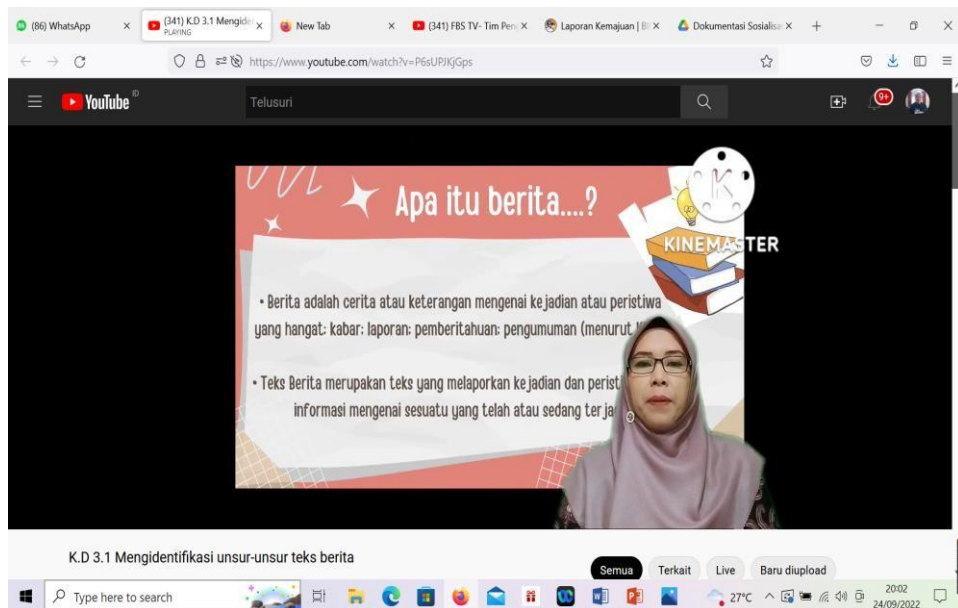 (86) WhatsApp
(341) K.D 3.1 Mengide
PLAYING
New Tab
(341) FBS TV- Tim Pen
Laporan Kemajuan |
Dokumentasi Sosialisa
https://www.youtube.com/watch?v=P6sUPJKjGps
YouTube ID
Telusuri
9+
Apa itu berita....?
K
KINEMASTER
• Berita adalah cerita atau keterangan mengenai kejadian atau peristiwa
yang hangat; kabar; laporan; pemberitahuan; pengumuman (menurut
• Teks Berita merupakan teks yang melaporkan kejadian dan
informasi mengenai sesuatu yang telah atau sedang
K.D 3.1 Mengidentifikasi unsur-unsur teks berita
Semua
Terkait
Live
Baru diupload
Type here to search
27°C
20:02
24/09/2022